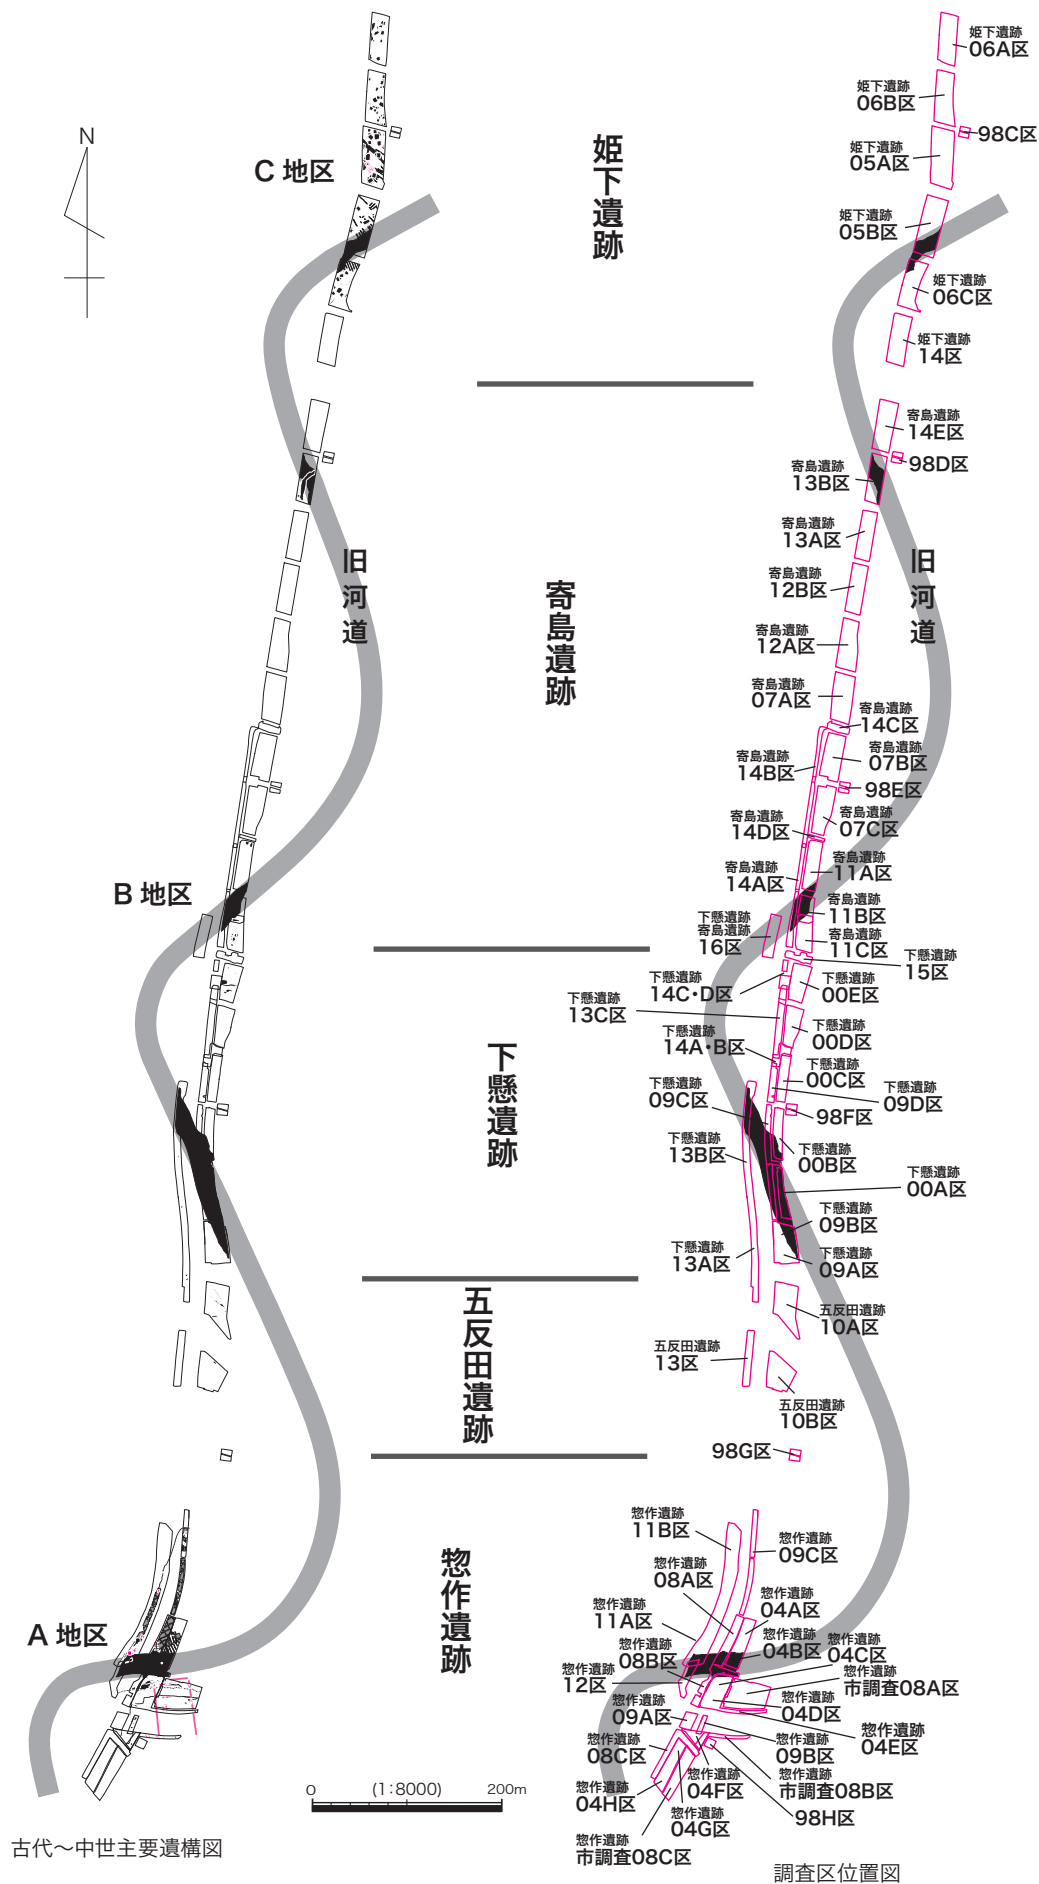 N
C 地区
B 地区
A 地区
旧河道
0
(1:8000)
200m
古代～中世主要遺構図
姫下遺跡
寄島遺跡
下懸遺跡
五反田遺跡
惣作遺跡
姫下遺跡
06A区
姫下遺跡
06B区
98C区
姫下遺跡
05A区
姫下遺跡
05B区
姫下遺跡
06C区
姫下遺跡
14区
寄島遺跡
14E区
98D区
寄島遺跡
13B区
寄島遺跡
13A区
旧河道
寄島遺跡
12B区
寄島遺跡
12A区
寄島遺跡
07A区
寄島遺跡
14C区
寄島遺跡
07B区
寄島遺跡
14B区
98E区
寄島遺跡
07C区
寄島遺跡
14D区
寄島遺跡
11A区
寄島遺跡
14A区
寄島遺跡
11B区
下懸遺跡
寄島遺跡
16区
寄島遺跡
11C区
下懸遺跡
15区
下懸遺跡
14C・D区
下懸遺跡
00E区
下懸遺跡
13C区
下懸遺跡
00D区
下懸遺跡
14A・B区
下懸遺跡
00C区
下懸遺跡
09C区
下懸遺跡
09D区
98F区
下懸遺跡
13B区
下懸遺跡
00B区
下懸遺跡
00A区
下懸遺跡
09B区
下懸遺跡
13A区
下懸遺跡
09A区
五反田遺跡
10A区
五反田遺跡
13区
五反田遺跡
10B区
98G区
惣作遺跡
11B区
惣作遺跡
09C区
惣作遺跡
08A区
惣作遺跡
04A区
惣作遺跡
11A区
惣作遺跡
04B区
惣作遺跡
04C区
惣作遺跡
08B区
惣作遺跡
12区
惣作遺跡
市調査08A区
惣作遺跡
04D区
惣作遺跡
09A区
惣作遺跡
04E区
惣作遺跡
08C区
惣作遺跡
09B区
惣作遺跡
04F区
惣作遺跡
市調査08B区
惣作遺跡
04H区
98H区
惣作遺跡
04G区
惣作遺跡
市調査08C区
調査区位置図